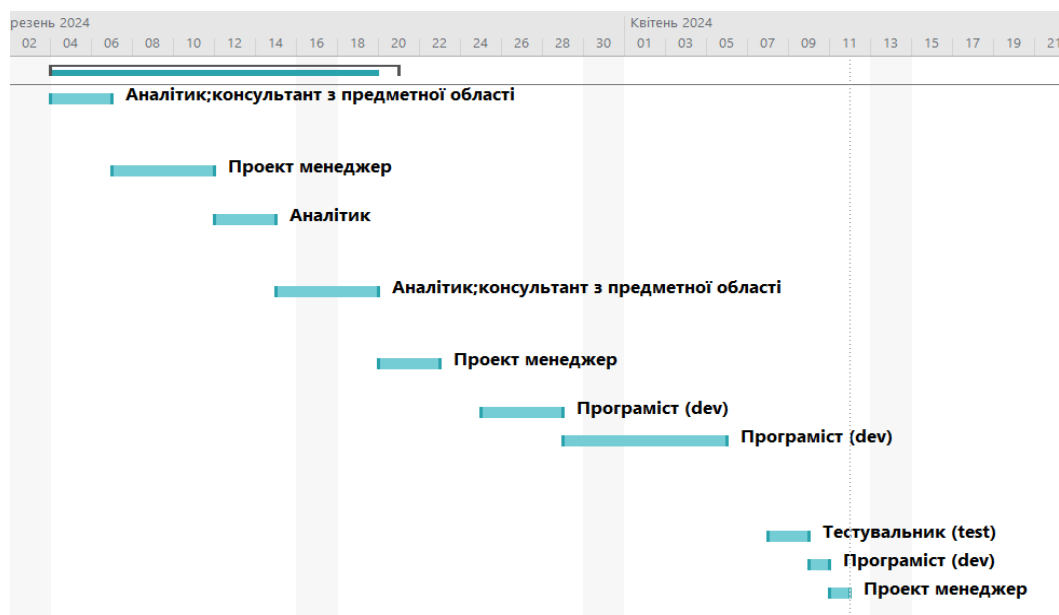 резень 2024 Квітень 2024
02 04 06 08 10 12 14 16 18 20 22 24 26 28 30 01 03 05 07 09 11 13 15 17 19 21
Аналітик;консультант з предметної області
Проект менеджер
Аналітик
Аналітик;консультант з предметної області
Проект менеджер
Програміст (dev)
Програміст (dev)
Тестувальник (test)
Програміст (dev)
Проект менеджер